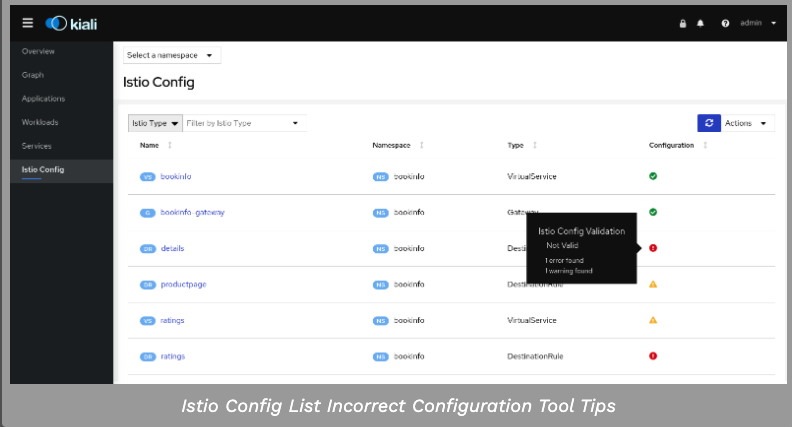 kiali
admin
Overview
Graph
Applications
Workloads
Services
Istio Config
Select a namespace
Istio Config
Istio Type
Filter by Istio Type
Actions
Name
Namespace
Type
Configuration
VS bookinfo
NS bookinfo
VirtualService
G bookinfo-gateway
NS bookinfo
Gateway
DR details
NS bookinfo
Desti
Istio Config Validation
Not Valid
1 error found
1 warning found
DR productpage
NS bookinfo
DestinationRule
VS ratings
NS bookinfo
VirtualService
DR ratings
NS bookinfo
DestinationRule
Istio Config List Incorrect Configuration Tool Tips